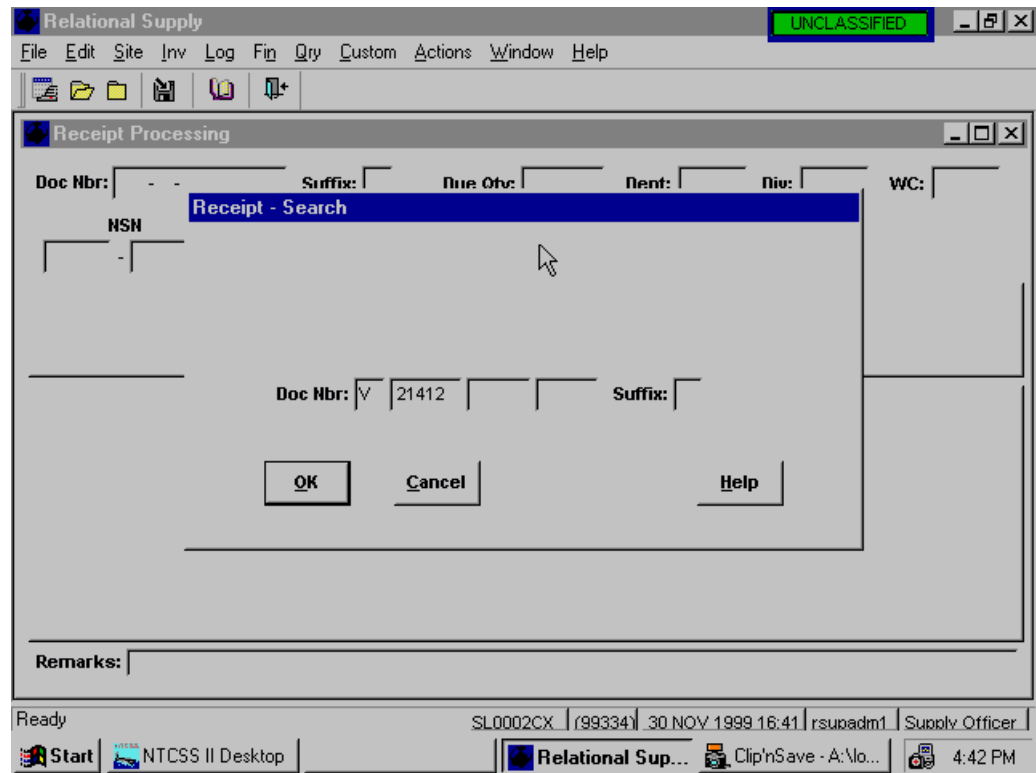 Relational Supply UNCLASSIFIED
File Edit Site Inv Log Fin Qry Custom Actions Window Help
Receipt Processing
Doc Nbr: - - Suffix: Due Qty: Dept: Div: WC:
NSN
-
Receipt - Search
Doc Nbr: V 21412 Suffix:
OK Cancel Help
Remarks:
Ready SL0002CX (99334) 30 NOV 1999 16:41 rsupadm1 Supply Officer
Start NTCSS II Desktop Relational Sup... Clip'nSave - A:\lo... 4:42 PM